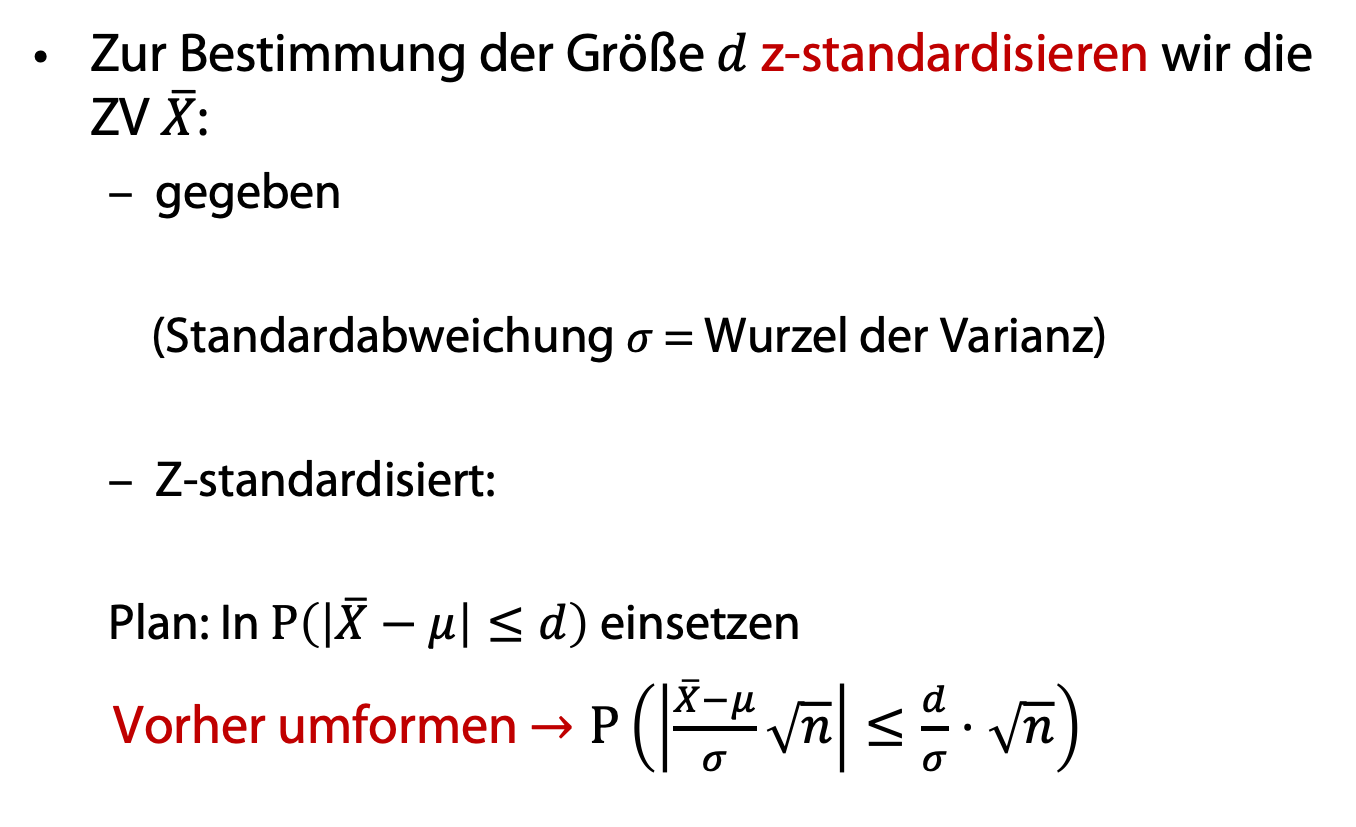 • Zur Bestimmung der Größe d z-standardisieren wir die
ZV X̄:
– gegeben
(Standardabweichung σ = Wurzel der Varianz)
– Z-standardisiert:
Plan: In P(|X̄ − μ| ≤ d) einsetzen
Vorher umformen → P(|(X̄−μ)/σ √n| ≤ d/σ · √n)